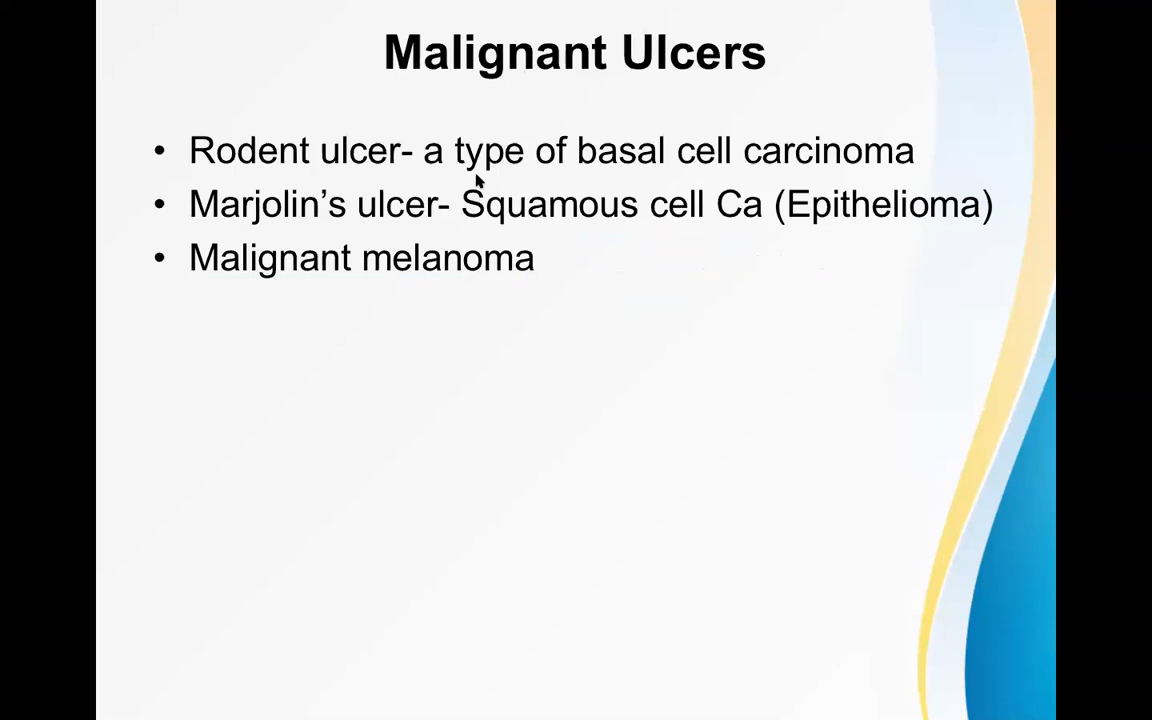 Malignant Ulcers
• Rodent ulcer- a type of basal cell carcinoma
• Marjolin’s ulcer- Squamous cell Ca (Epithelioma)
• Malignant melanoma